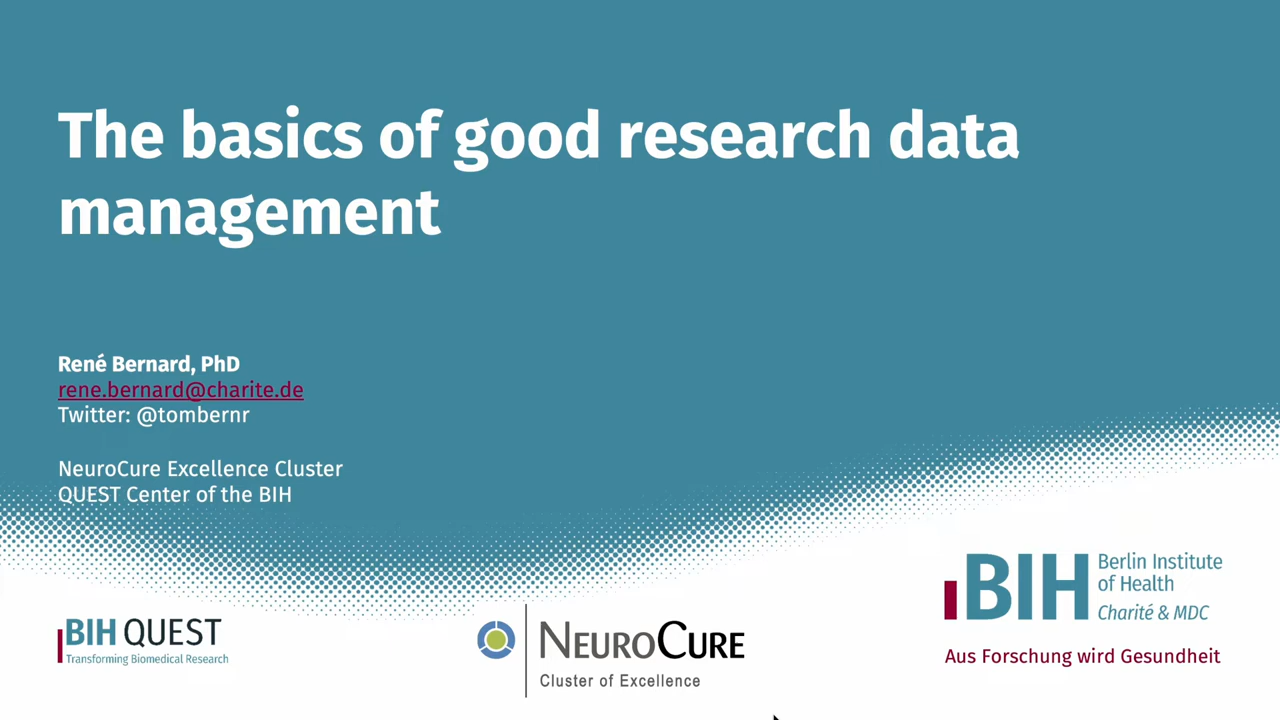 The basics of good research data
management
René Bernard, PhD
rene.bernard@charite.de
Twitter: @tombernr
NeuroCure Excellence Cluster
QUEST Center of the BIH
BIH QUEST
Transforming Biomedical Research
NEUROCURE
Cluster of Excellence
BIH
Berlin Institute
of Health
Charité & MDC
Aus Forschung wird Gesundheit